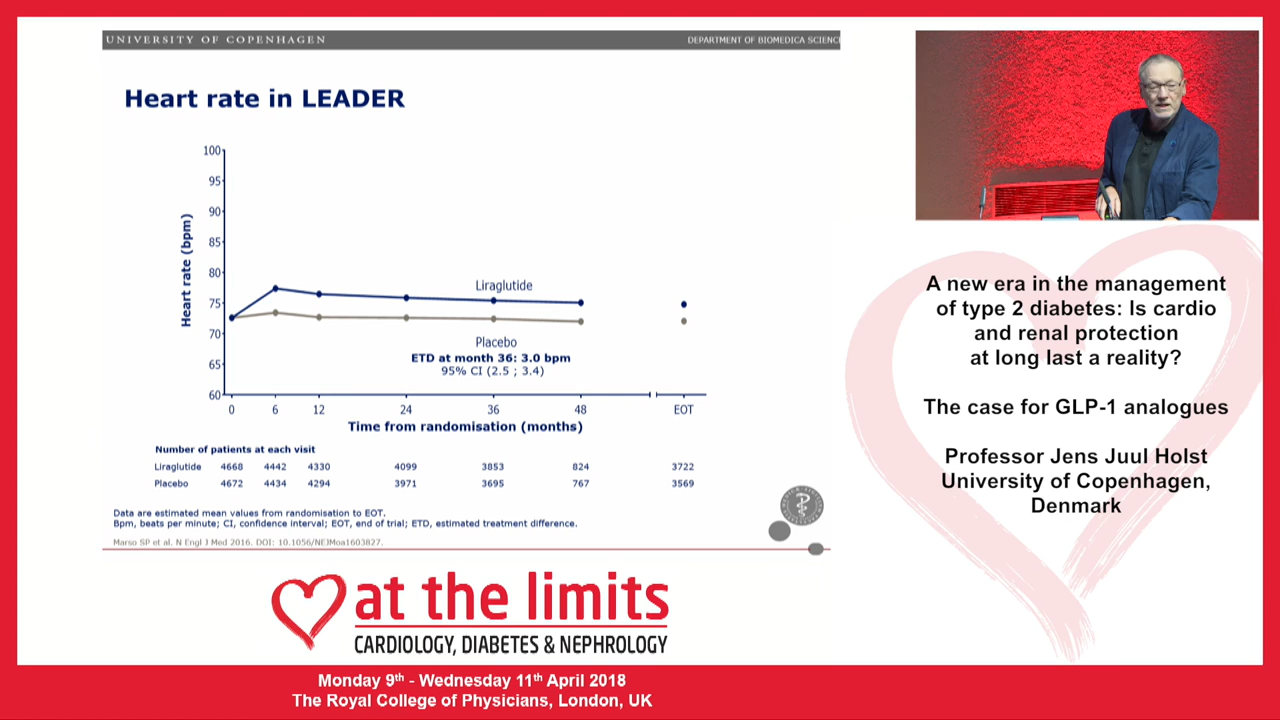 UNIVERSITY OF COPENHAGEN
DEPARTMENT OF BIOMEDICA SCIENC
Heart rate in LEADER
Heart rate (bpm)
100
95
90
85
80
75
70
65
60
Liraglutide
Placebo
ETD at month 36: 3.0 bpm
95% CI (2.5 ; 3.4)
0 6 12 24 36 48 EOT
Time from randomisation (months)
Number of patients at each visit
Liraglutide 4668 4442 4330 4099 3853 824 3722
Placebo 4672 4434 4294 3971 3695 767 3569
Data are estimated mean values from randomisation to EOT.
Bpm, beats per minute; CI, confidence interval; EOT, end of trial; ETD, estimated treatment difference.
Marso SP et al. N Engl J Med 2016. DOI: 10.1056/NEJMoa1603827.
A new era in the management
of type 2 diabetes: Is cardio
and renal protection
at long last a reality?
The case for GLP-1 analogues
Professor Jens Juul Holst
University of Copenhagen,
Denmark
at the limits
CARDIOLOGY, DIABETES & NEPHROLOGY
Monday 9th - Wednesday 11th April 2018
The Royal College of Physicians, London, UK